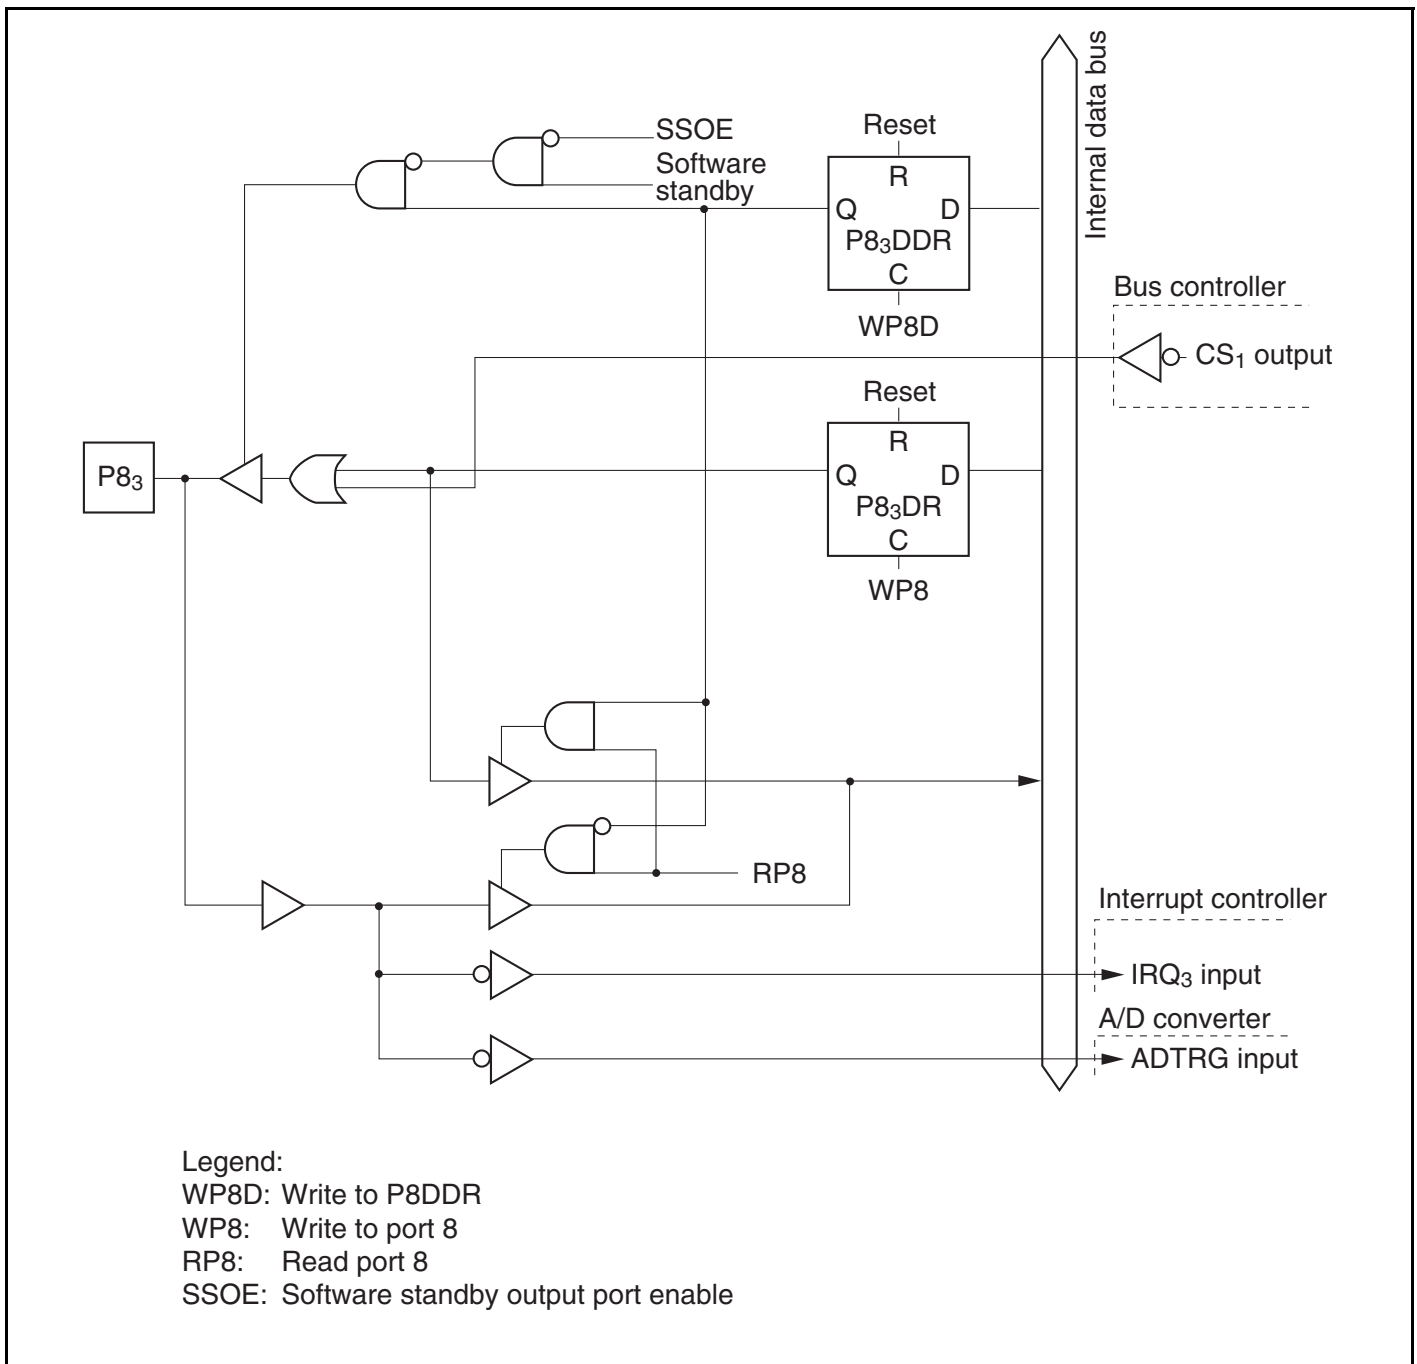 Internal data bus
SSOE
Software
standby
Reset
R
Q D
P8₃DDR
C
WP8D
Bus controller
CS₁ output
Reset
R
P8₃
Q D
P8₃DR
C
WP8
RP8
Interrupt controller
IRQ₃ input
A/D converter
ADTRG input
Legend:
WP8D: Write to P8DDR
WP8: Write to port 8
RP8: Read port 8
SSOE: Software standby output port enable